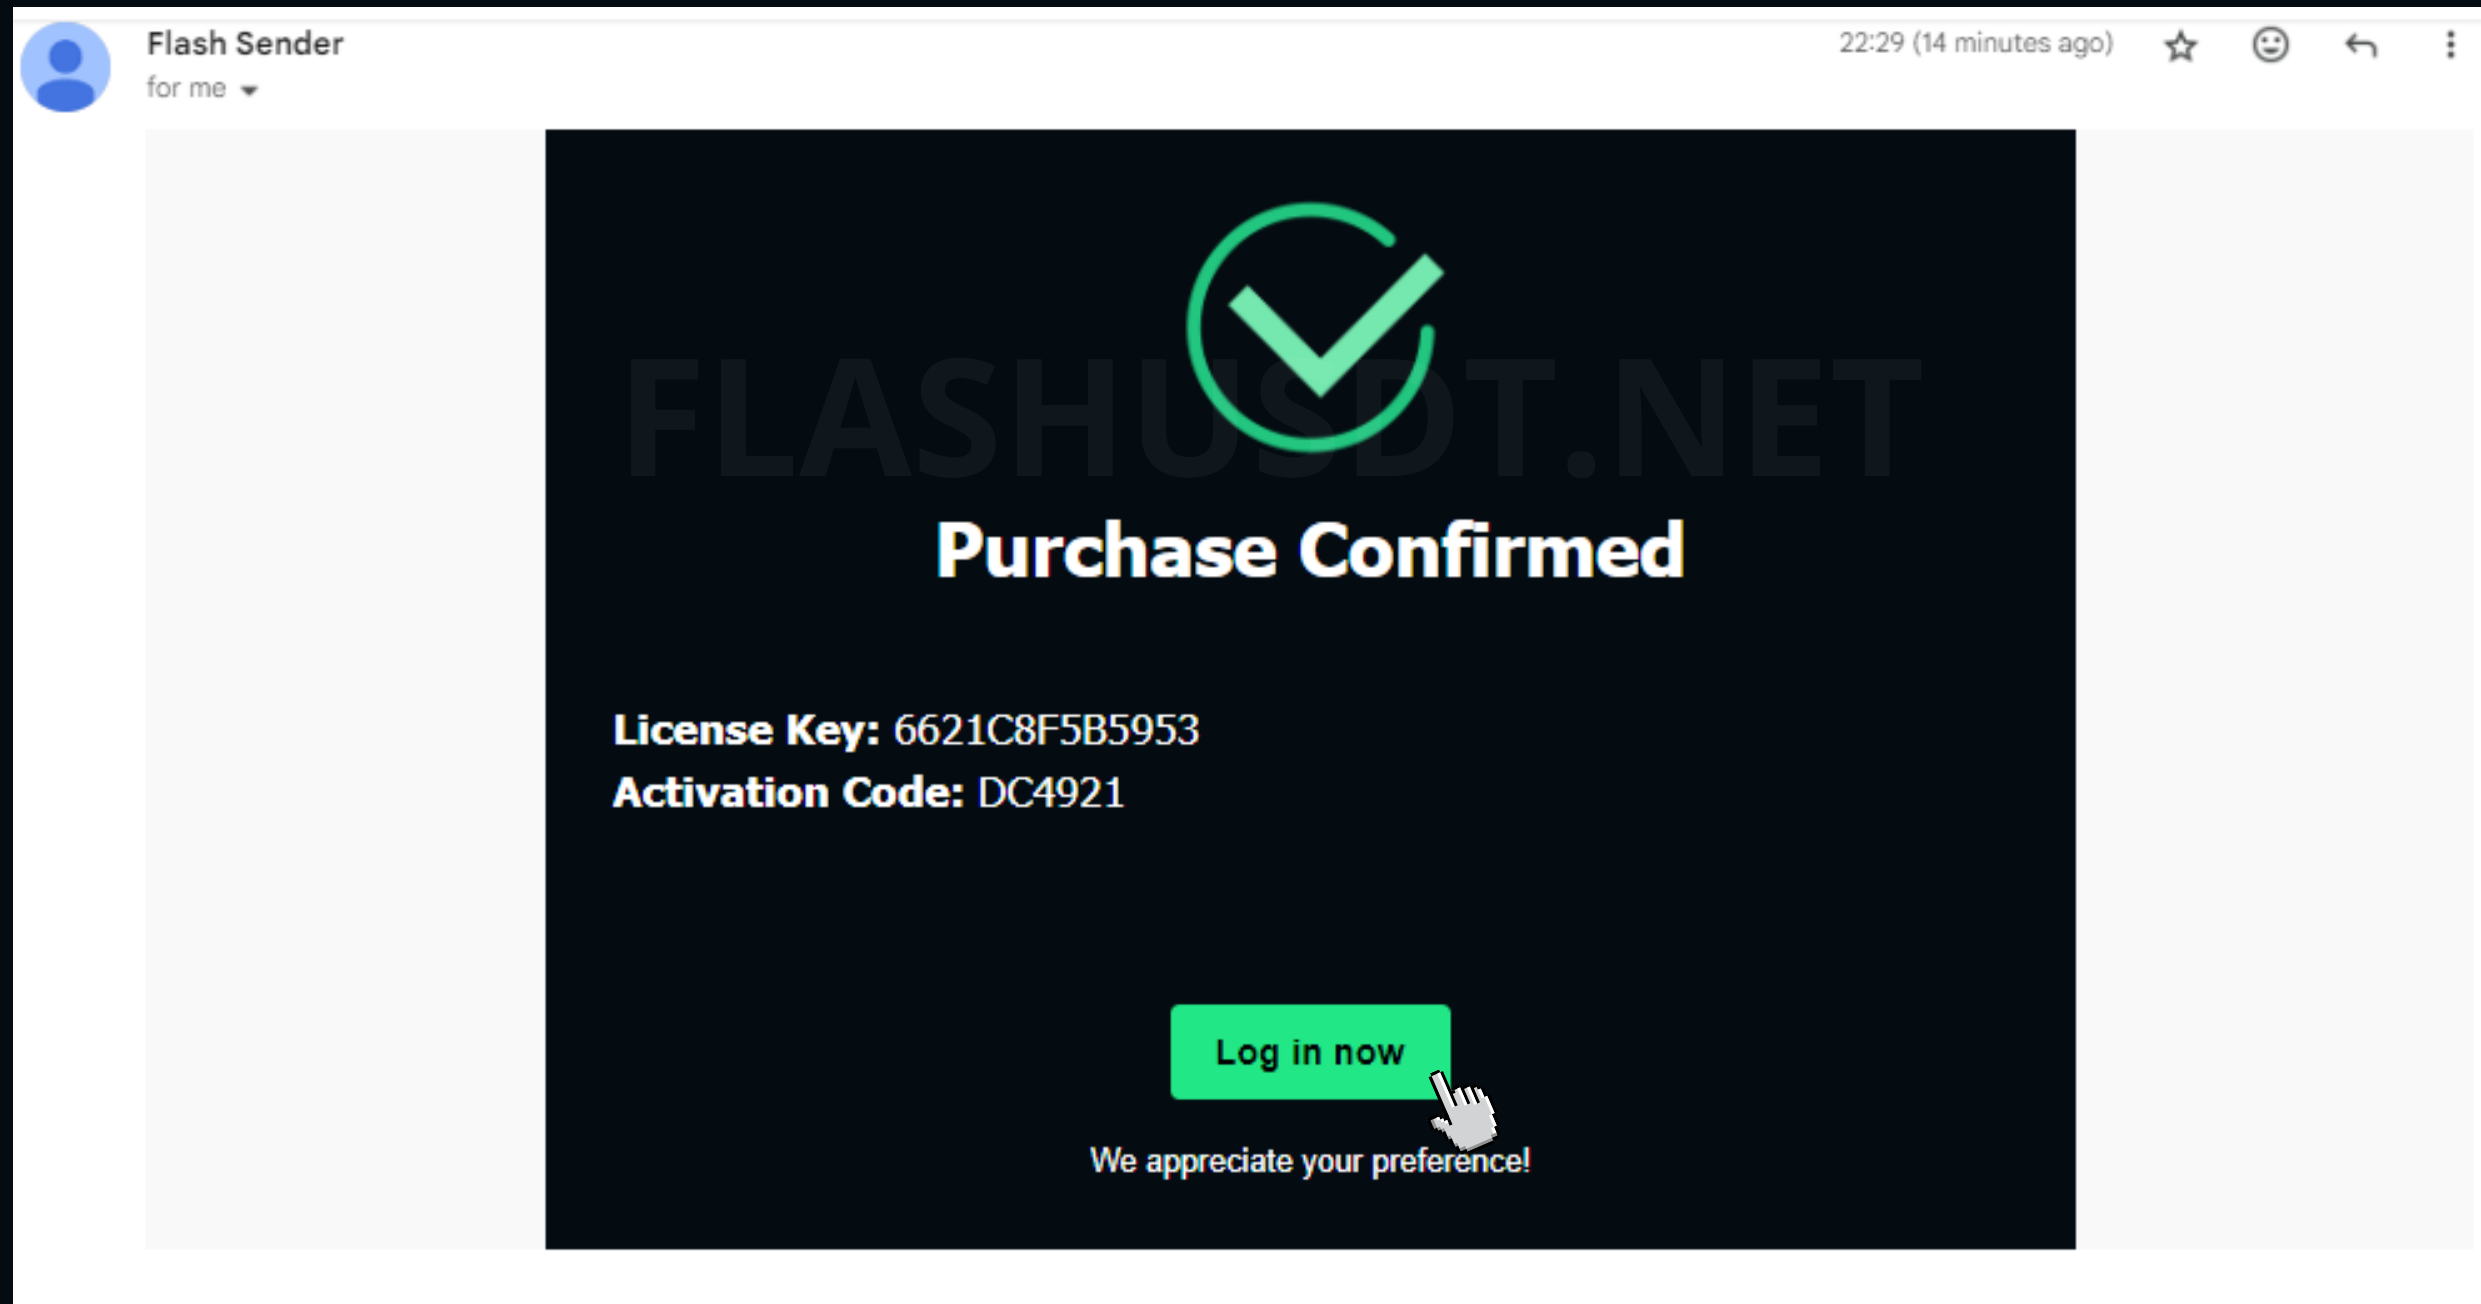 Flash Sender
22:29 (14 minutes ago)
for me
FLASHUSDT.NET
Purchase Confirmed
License Key: 6621C8F5B5953
Activation Code: DC4921
Log in now
We appreciate your preference!